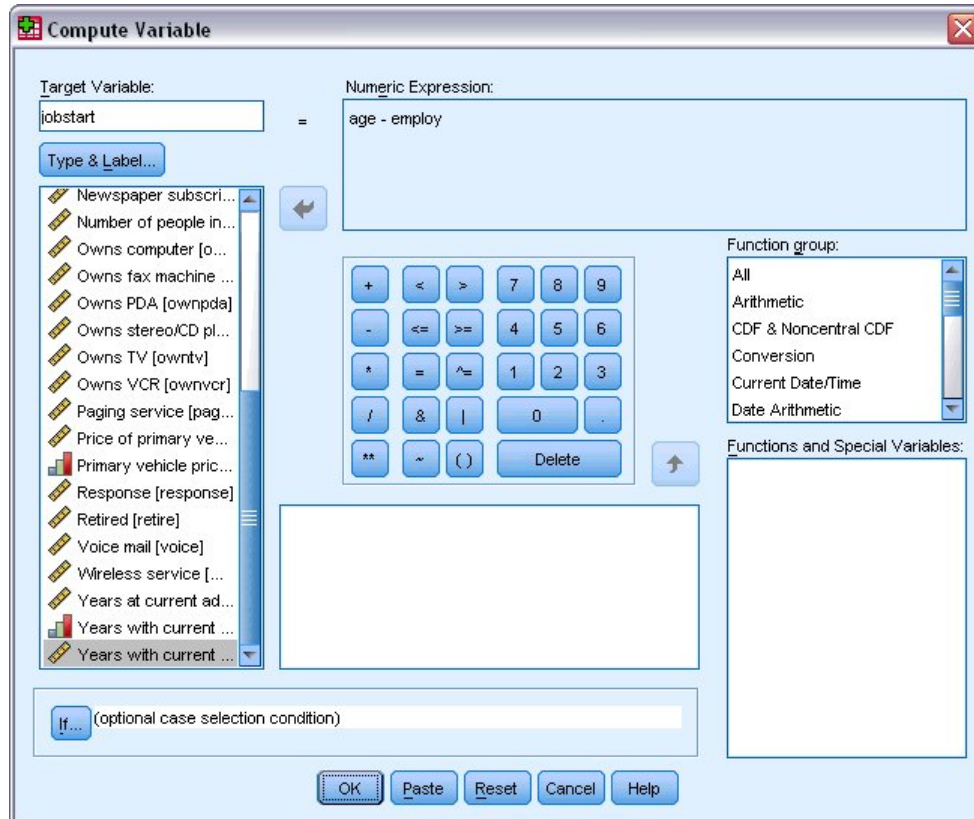 Compute Variable
Target Variable:
jobstart
=
Numeric Expression:
age - employ
Type & Label...
Newspaper subscri...
Number of people in...
Owns computer [o...
Owns fax machine ...
Owns PDA [ownpda]
Owns stereo/CD pl...
Owns TV [owntv]
Owns VCR [ownvcr]
Paging service [pag...
Price of primary ve...
Primary vehicle pric...
Response [response]
Retired [retire]
Voice mail [voice]
Wireless service [...
Years at current ad...
Years with current ...
Years with current ...
+ < > 7 8 9
- <= >= 4 5 6
* = ^= 1 2 3
/ & | 0 .
** ~ ( ) Delete
Function group:
All
Arithmetic
CDF & Noncentral CDF
Conversion
Current Date/Time
Date Arithmetic
Functions and Special Variables:
If... (optional case selection condition)
OK Paste Reset Cancel Help